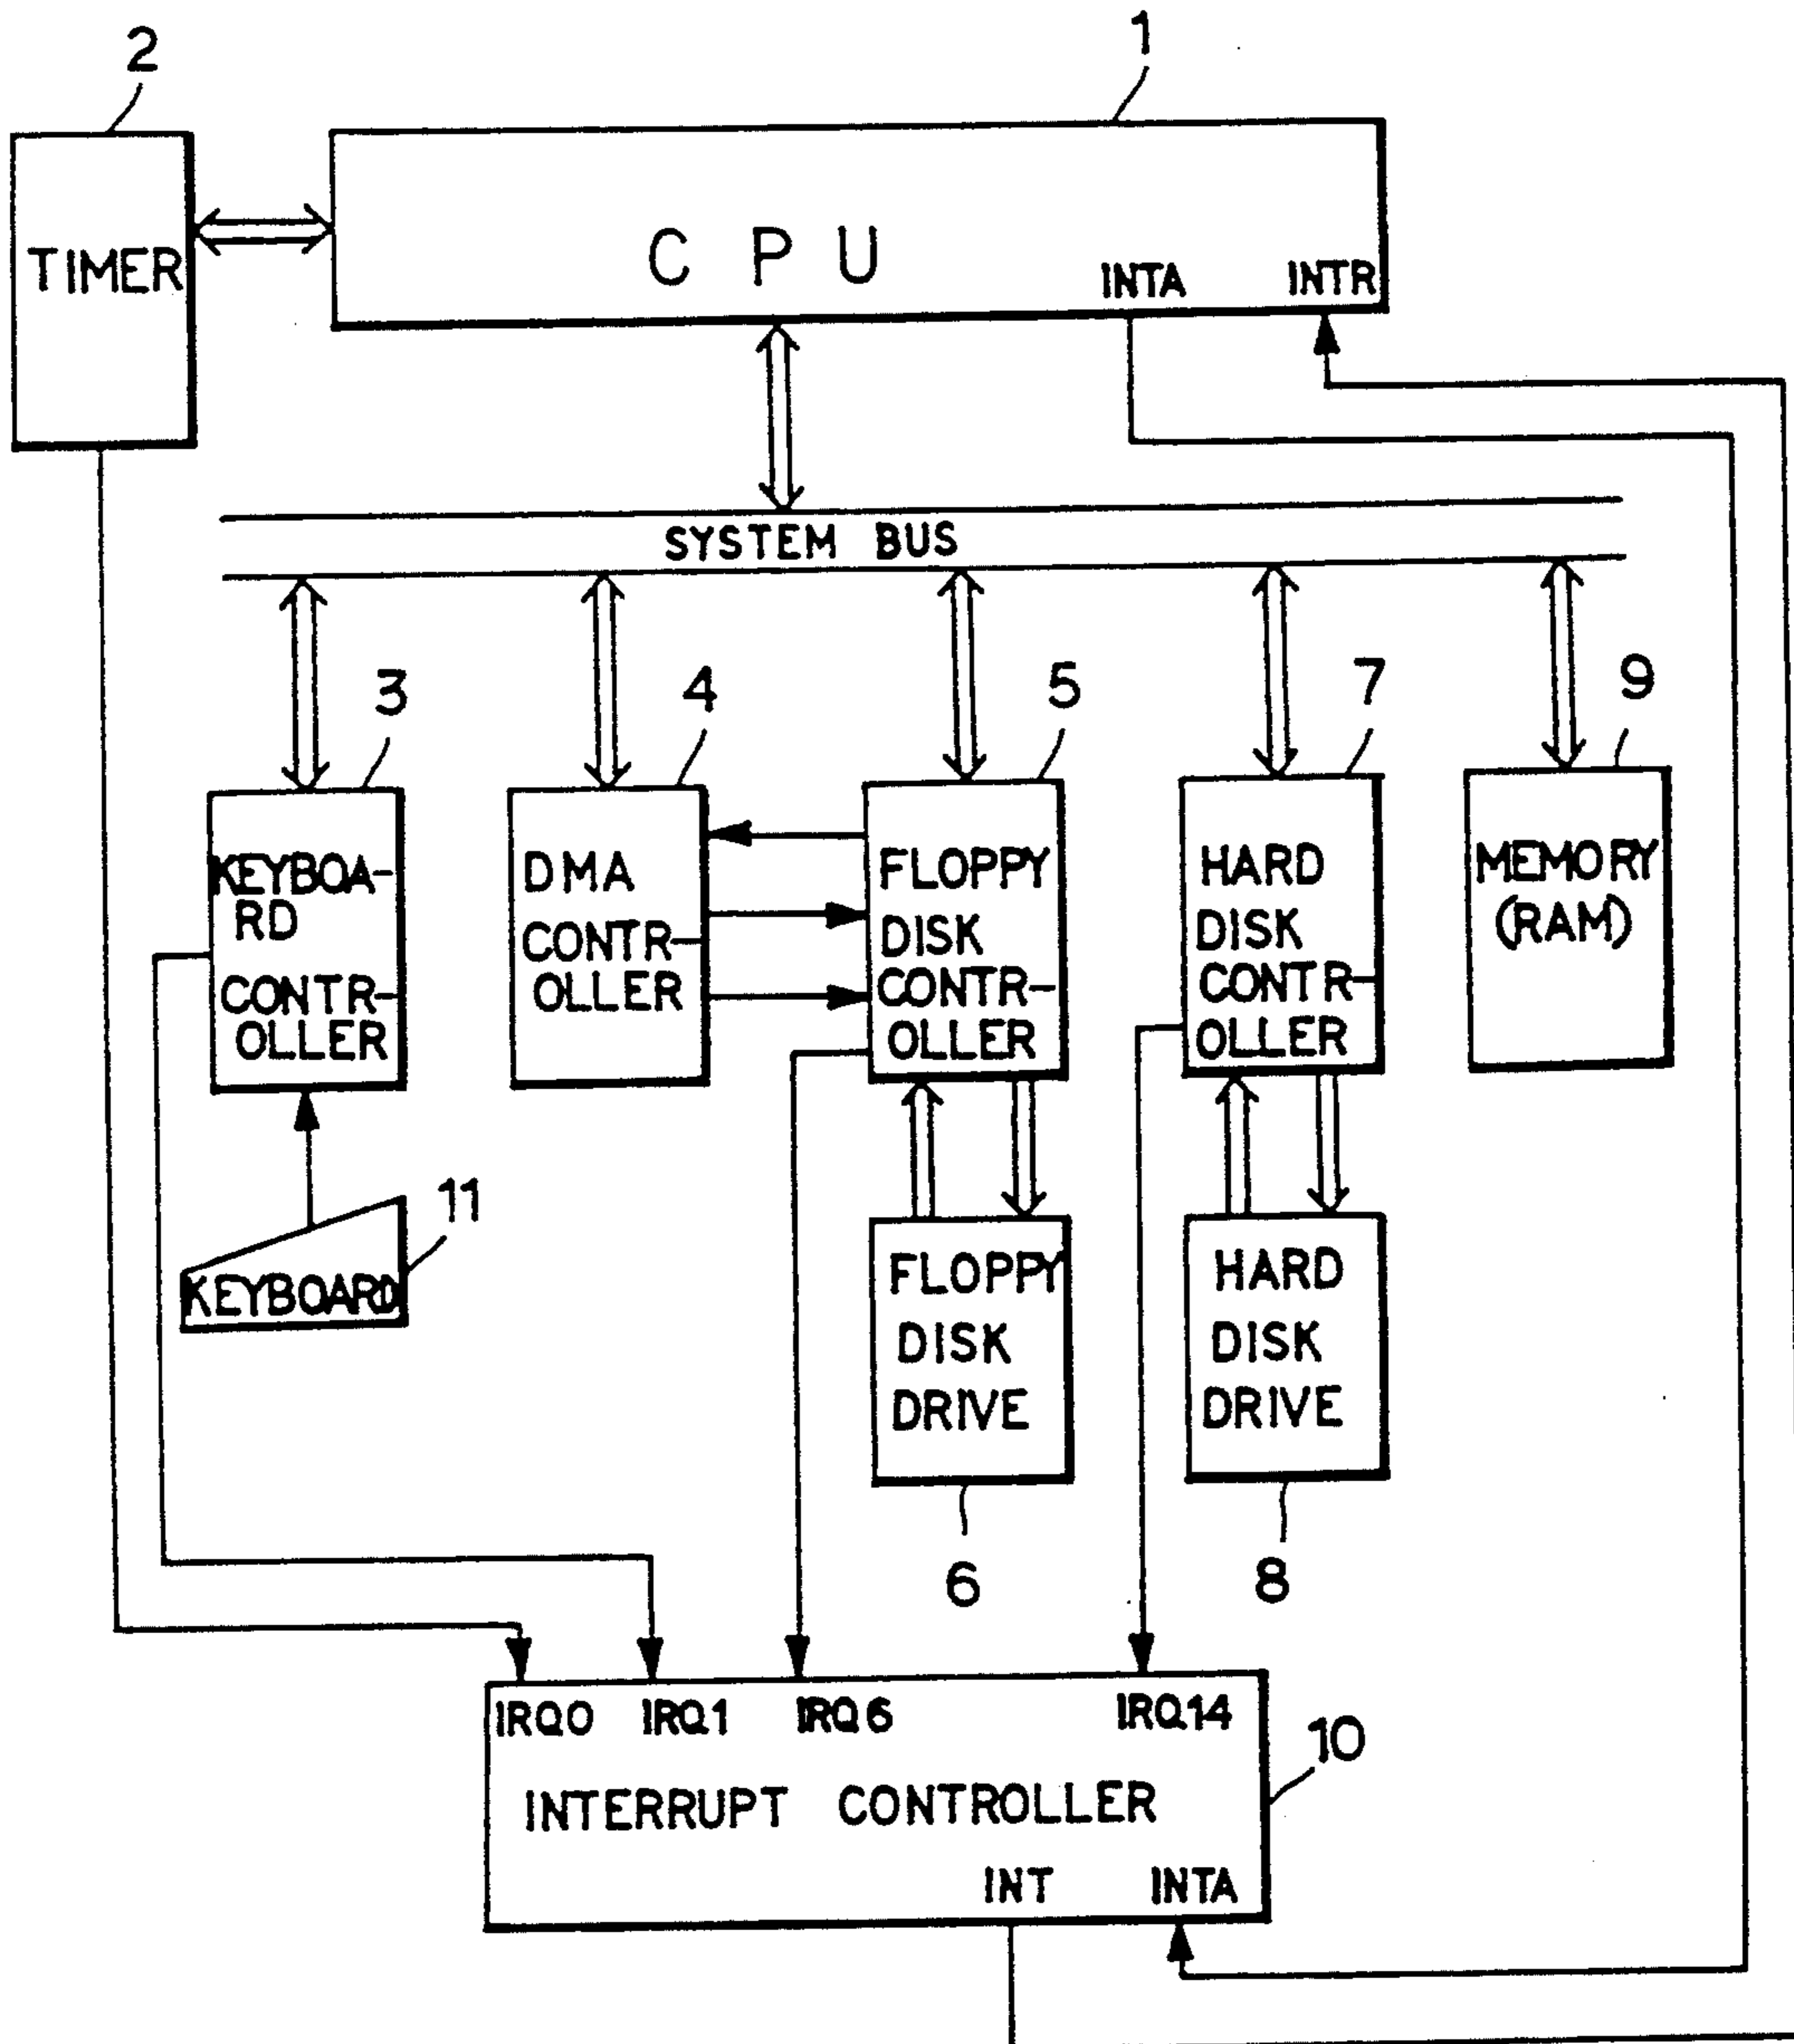 2
1
TIMER
C P U
INTA
INTR
SYSTEM BUS
3
4
5
7
9
KEYBOA-
RD
CONTR-
OLLER
DMA
CONTR-
OLLER
FLOPPY
DISK
CONTR-
OLLER
HARD
DISK
CONTR-
OLLER
MEMORY
(RAM)
11
KEYBOARD
FLOPPY
DISK
DRIVE
HARD
DISK
DRIVE
6
8
IRQ0
IRQ1
IRQ6
IRQ14
10
INTERRUPT CONTROLLER
INT
INTA